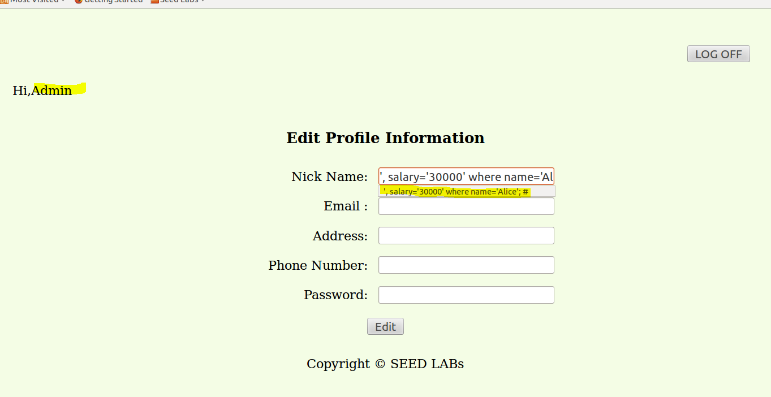 Most Visited Getting Started Seed Labs
LOG OFF
Hi,Admin
Edit Profile Information
Nick Name: ', salary='30000' where name='Al
', salary='30000' where name='Alice'; #
Email :
Address:
Phone Number:
Password:
Edit
Copyright © SEED LABs